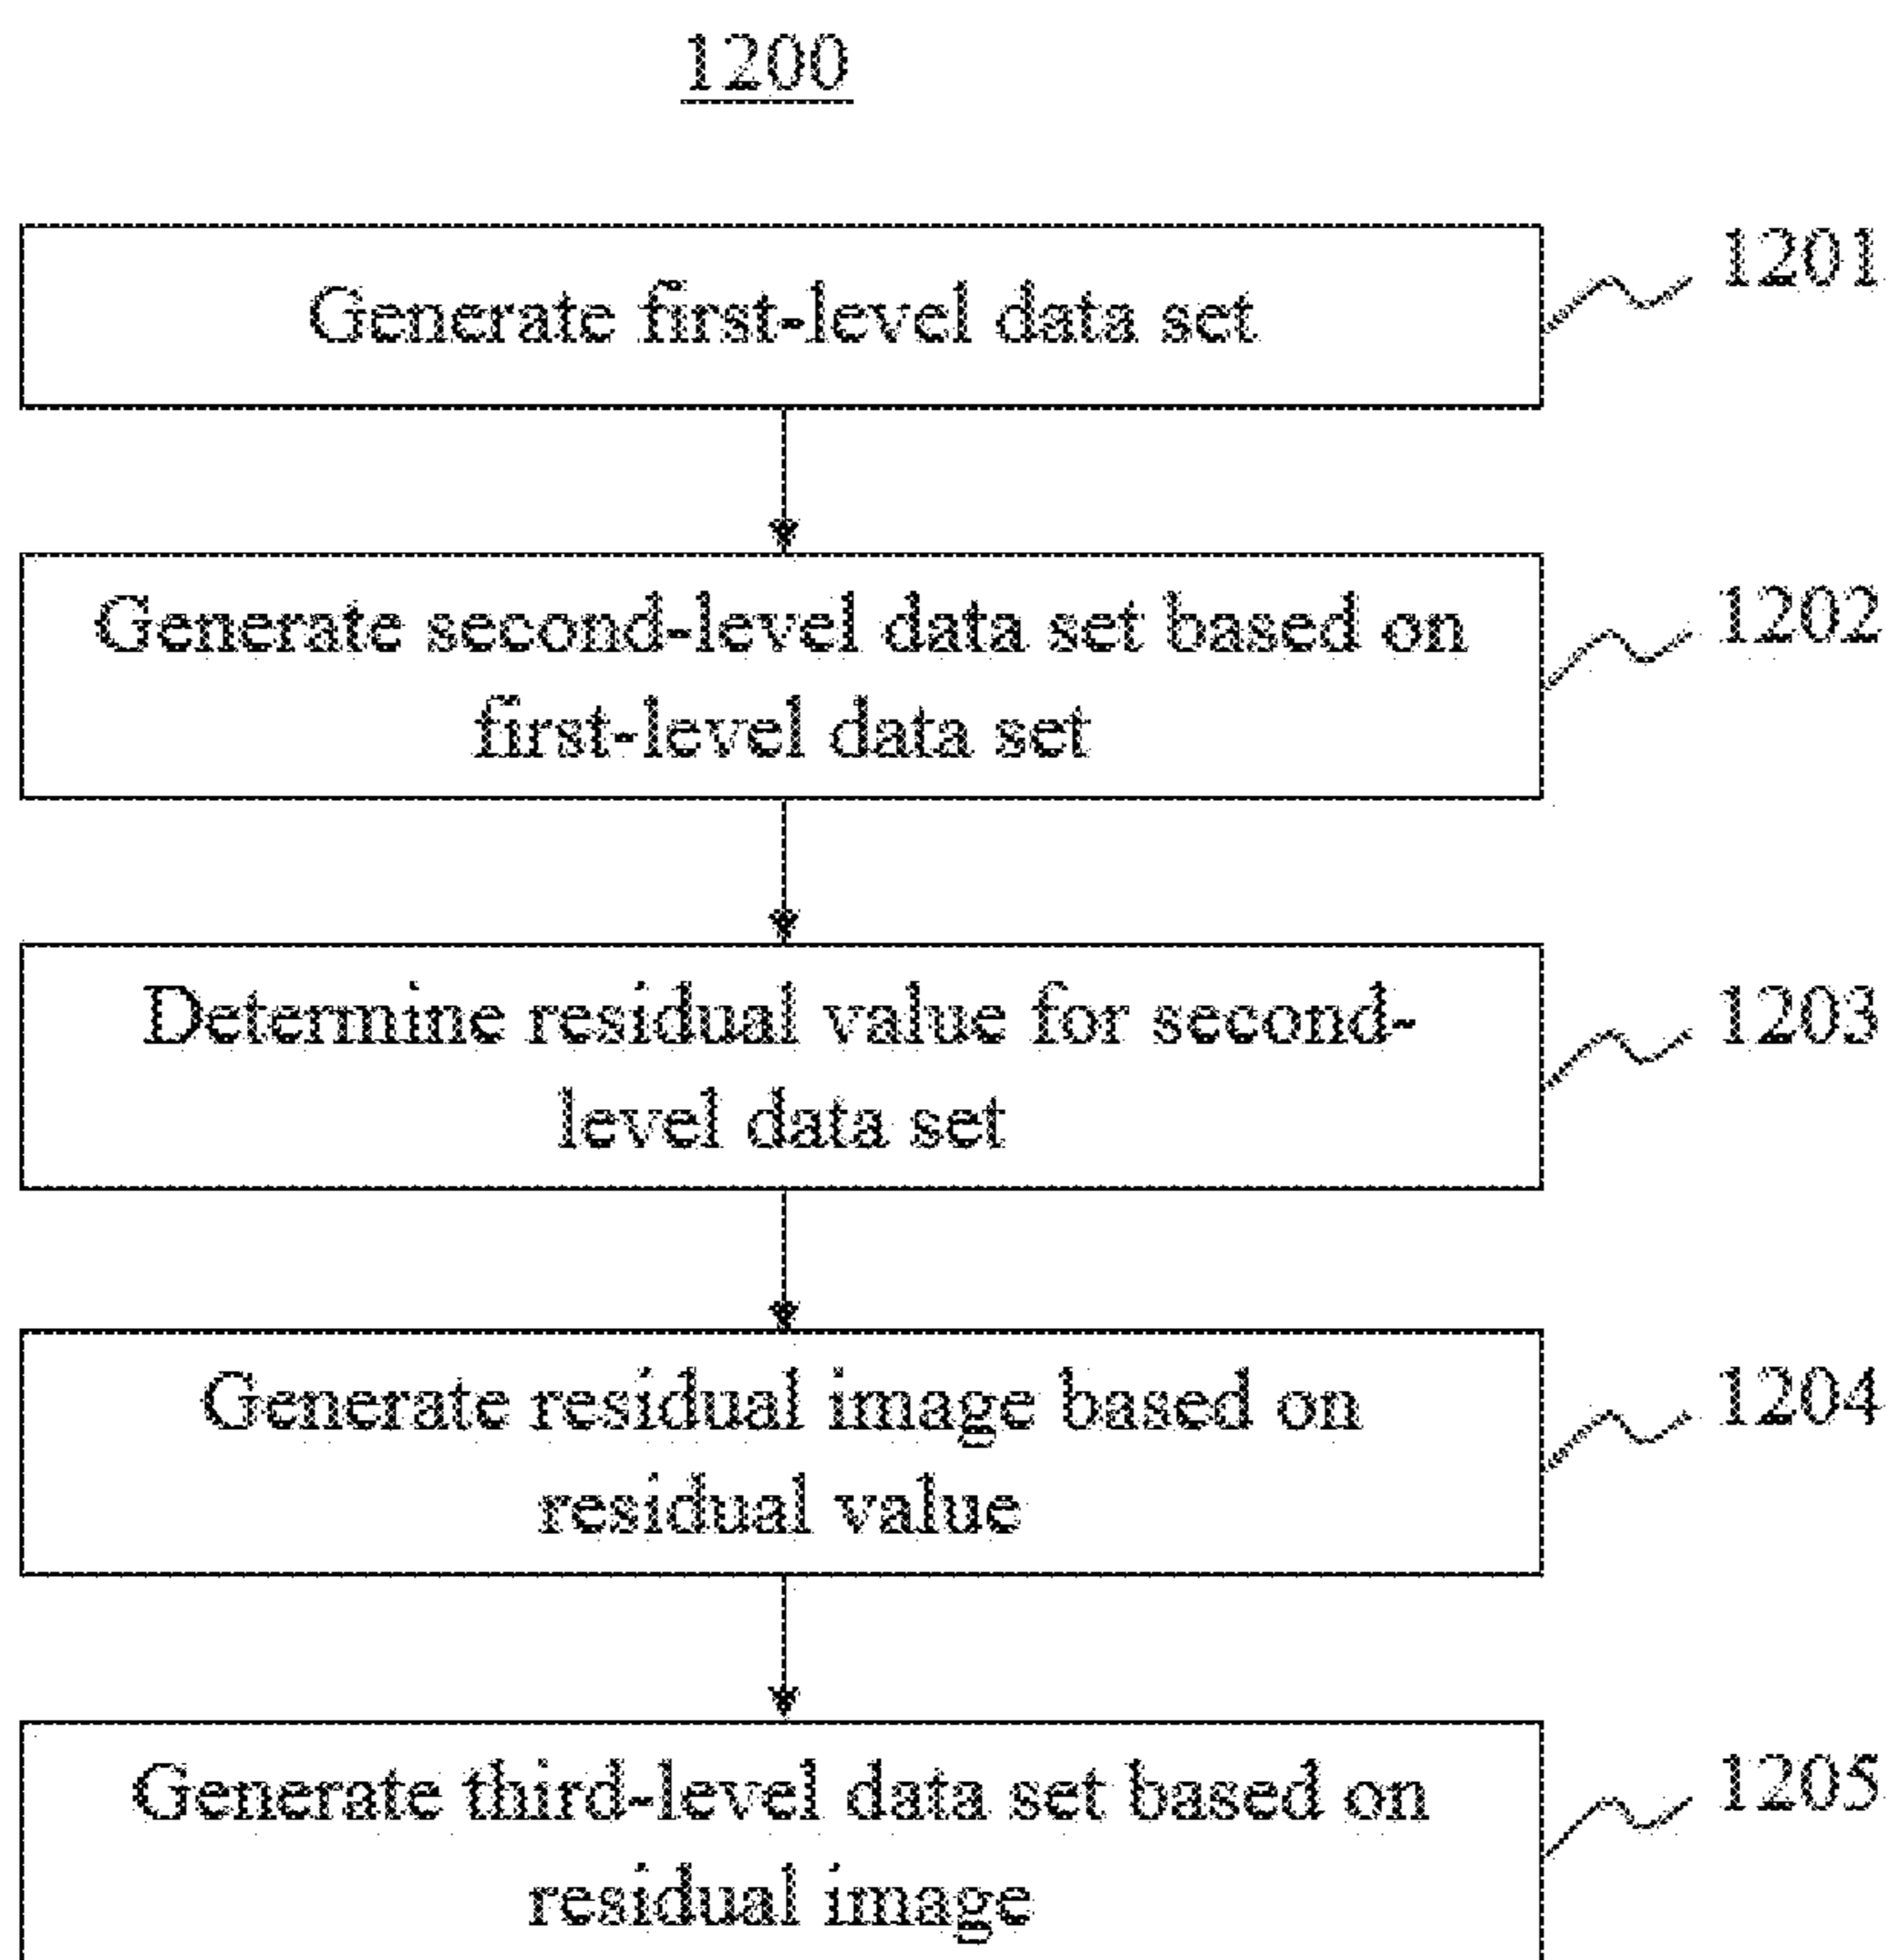 1200
Generate first-level data set
1201
Generate second-level data set based on
first-level data set
1202
Determine residual value for second-
level data set
1203
Generate residual image based on
residual value
1204
Generate third-level data set based on
residual image
1205